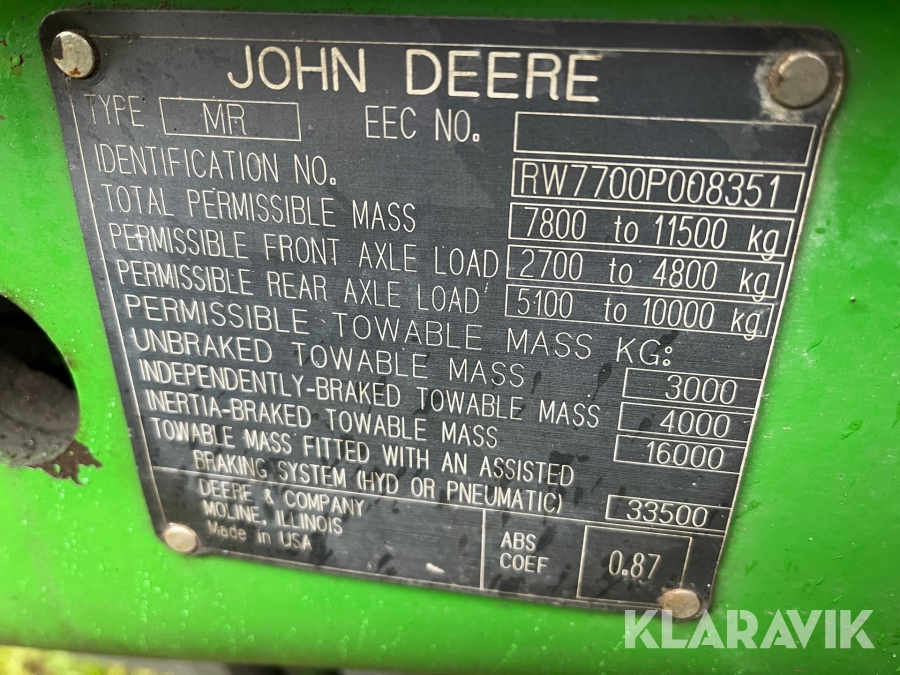 JOHN DEERE
TYPE MR EEC NO.
IDENTIFICATION NO. RW7700P008351
TOTAL PERMISSIBLE MASS 7800 to 11500 kg
PERMISSIBLE FRONT AXLE LOAD 2700 to 4800 kg
PERMISSIBLE REAR AXLE LOAD 5100 to 10000 kg
PERMISSIBLE TOWABLE MASS KG:
UNBRAKED TOWABLE MASS 3000
INDEPENDENTLY-BRAKED TOWABLE MASS 4000
INERTIA-BRAKED TOWABLE MASS 16000
TOWABLE MASS FITTED WITH AN ASSISTED
BRAKING SYSTEM (HYD OR PNEUMATIC) 33500
DEERE & COMPANY
MOLINE, ILLINOIS
Made in USA
ABS
COEF 0.87
KLARAVIK